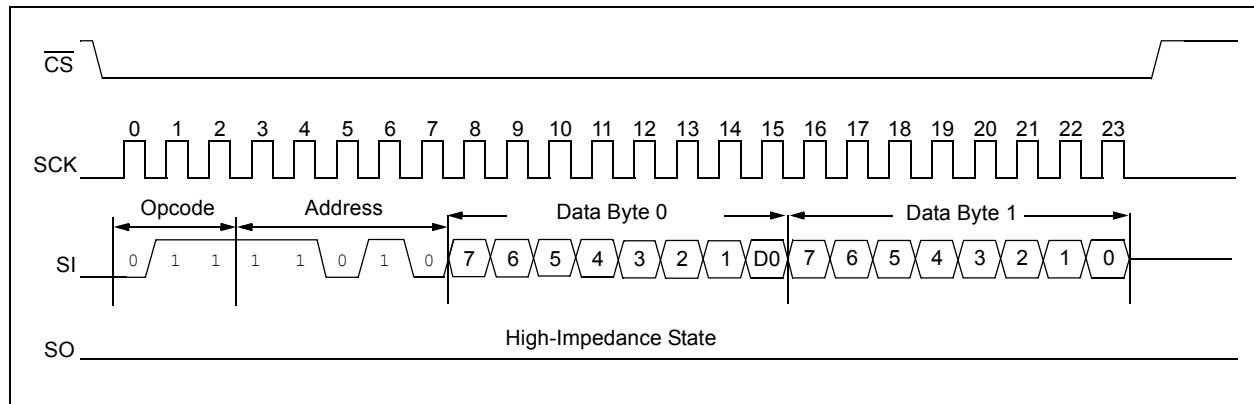 CS
0 1 2 3 4 5 6 7 8 9 10 11 12 13 14 15 16 17 18 19 20 21 22 23
SCK
Opcode Address Data Byte 0 Data Byte 1
SI 0 1 1 1 1 0 1 0 7 6 5 4 3 2 1 D0 7 6 5 4 3 2 1 0
High-Impedance State
SO